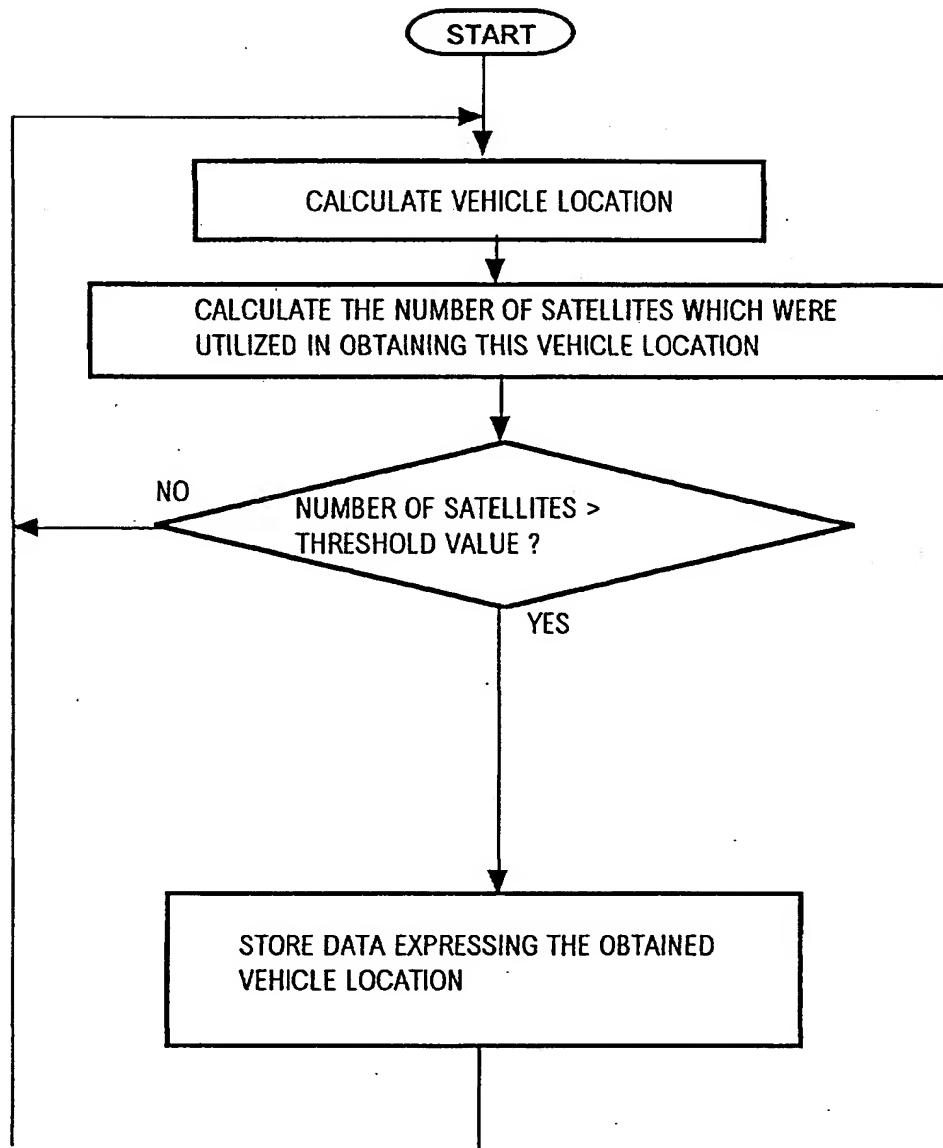 START
CALCULATE VEHICLE LOCATION
CALCULATE THE NUMBER OF SATELLITES WHICH WERE
UTILIZED IN OBTAINING THIS VEHICLE LOCATION
NO
NUMBER OF SATELLITES >
THRESHOLD VALUE ?
YES
STORE DATA EXPRESSING THE OBTAINED
VEHICLE LOCATION